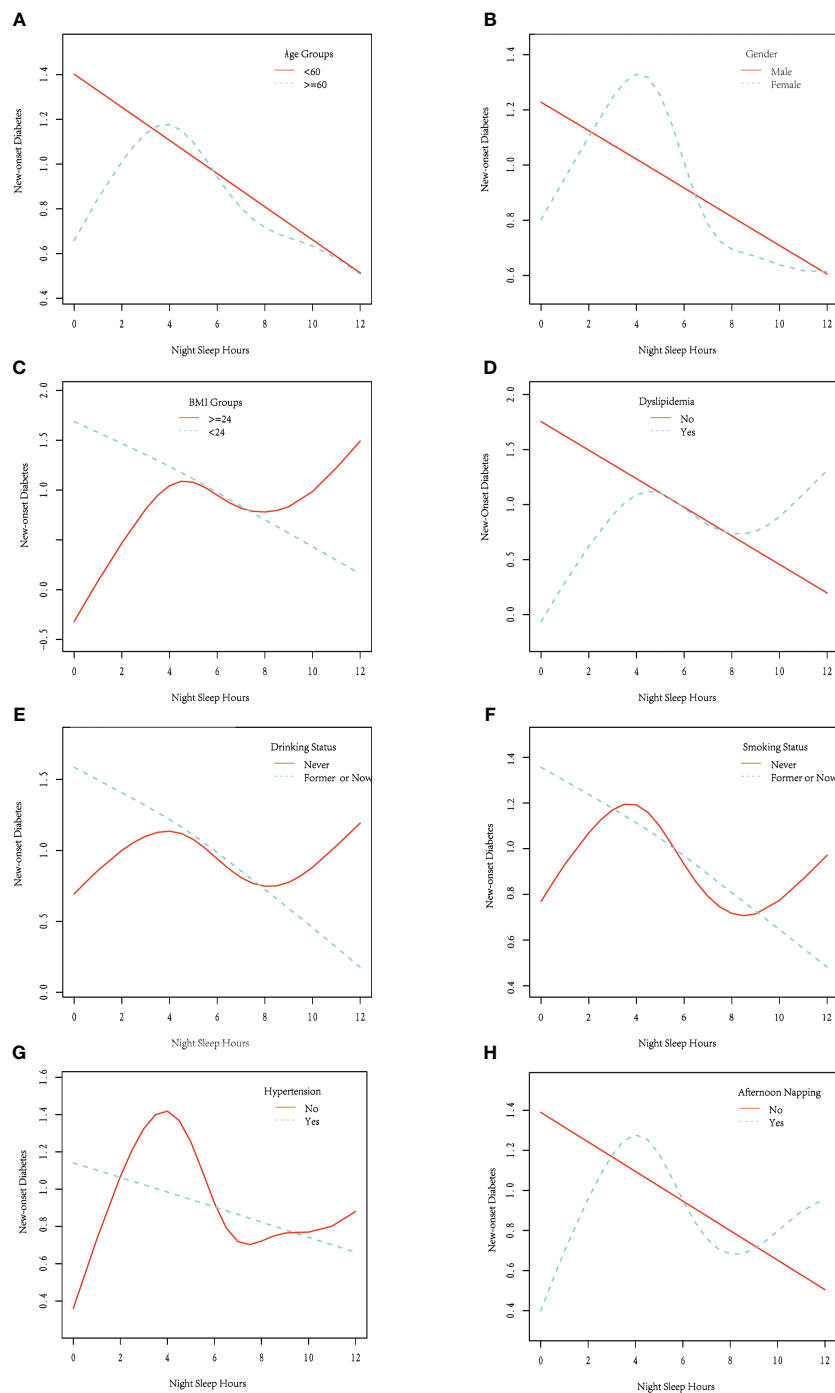 A
Age Groups
<60
>=60
New-onset Diabetes
1.4
1.2
1.0
0.8
0.6
0.4
0 2 4 6 8 10 12
Night Sleep Hours
B
Gender
Male
Female
New-onset Diabetes
1.4
1.2
1.0
0.8
0.6
0 2 4 6 8 10 12
Night Sleep Hours
C
BMI Groups
>=24
<24
New-onset Diabetes
2.0
1.5
1.0
0.0
-0.5
0 2 4 6 8 10 12
Night Sleep Hours
D
Dyslipidemia
No
Yes
New-Onset Diabetes
2.0
1.5
1.0
0.5
0.0
0 2 4 6 8 10 12
Night Sleep Hours
E
Drinking Status
Never
Former or Now
New-onset Diabetes
1.5
1.0
0.5
0.0
0 2 4 6 8 10 12
Night Sleep Hours
F
Smoking Status
Never
Former or Now
New-onset Diabetes
1.4
1.2
1.0
0.8
0.6
0.4
0 2 4 6 8 10 12
Night Sleep Hours
G
Hypertension
No
Yes
New-onset Diabetes
1.6
1.4
1.2
1.0
0.8
0.6
0.4
0 2 4 6 8 10 12
Night Sleep Hours
H
Afternoon Napping
No
Yes
New-onset Diabetes
1.4
1.2
1.0
0.8
0.6
0.4
0 2 4 6 8 10 12
Night Sleep Hours